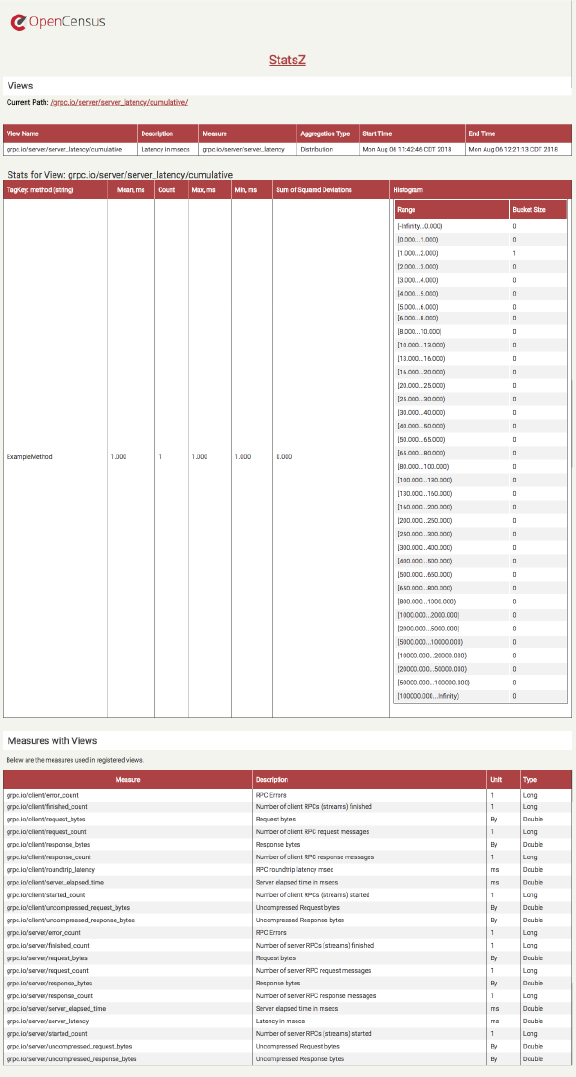 OpenCensus
StatsZ
Views
Current Path: /grpc.io/server/server_latency/cumulative/
View Name Description Measure Aggregation Type Start Time End Time
grpc.io/server/server_latency/cumulative Latency in msecs grpc.io/server/server_latency Distribution Mon Aug 06 11:42:46 CDT 2018 Mon Aug 06 12:21:13 CDT 2018
Stats for View: grpc.io/server/server_latency/cumulative
TagKey: method (string) Mean, ms Count Max, ms Min, ms Sum of Squared Deviations Histogram
Range Bucket Size
[-Infinity...0.000) 0
[0.000...1.000) 0
[1.000...2.000) 1
[2.000...3.000) 0
[3.000...4.000) 0
[4.000...5.000) 0
[5.000...6.000) 0
[6.000...8.000) 0
[8.000...10.000) 0
[10.000...13.000) 0
[13.000...16.000) 0
[16.000...20.000) 0
[20.000...25.000) 0
[25.000...30.000) 0
[30.000...40.000) 0
[40.000...50.000) 0
[50.000...65.000) 0
[65.000...80.000) 0
ExampleMethod 1.000 1 1.000 1.000 0.000
[80.000...100.000) 0
[100.000...130.000) 0
[130.000...160.000) 0
[160.000...200.000) 0
[200.000...250.000) 0
[250.000...300.000) 0
[300.000...400.000) 0
[400.000...500.000) 0
[500.000...650.000) 0
[650.000...800.000) 0
[800.000...1000.000) 0
[1000.000...2000.000) 0
[2000.000...5000.000) 0
[5000.000...10000.000) 0
[10000.000...20000.000) 0
[20000.000...50000.000) 0
[50000.000...100000.000) 0
[100000.000...Infinity) 0
Measures with Views
Below are the measures used in registered views.
Measure Description Unit Type
grpc.io/client/error_count RPC Errors 1 Long
grpc.io/client/finished_count Number of client RPCs (streams) finished 1 Long
grpc.io/client/request_bytes Request bytes By Double
grpc.io/client/request_count Number of client RPC request messages 1 Long
grpc.io/client/response_bytes Response bytes By Double
grpc.io/client/response_count Number of client RPC response messages 1 Long
grpc.io/client/roundtrip_latency RPC roundtrip latency msec ms Double
grpc.io/client/server_elapsed_time Server elapsed time in msecs ms Double
grpc.io/client/started_count Number of client RPCs (streams) started 1 Long
grpc.io/client/uncompressed_request_bytes Uncompressed Request bytes By Double
grpc.io/client/uncompressed_response_bytes Uncompressed Response bytes By Double
grpc.io/server/error_count RPC Errors 1 Long
grpc.io/server/finished_count Number of server RPCs (streams) finished 1 Long
grpc.io/server/request_bytes Request bytes By Double
grpc.io/server/request_count Number of server RPC request messages 1 Long
grpc.io/server/response_bytes Response bytes By Double
grpc.io/server/response_count Number of server RPC response messages 1 Long
grpc.io/server/server_elapsed_time Server elapsed time in msecs ms Double
grpc.io/server/server_latency Latency in msecs ms Double
grpc.io/server/started_count Number of server RPCs (streams) started 1 Long
grpc.io/server/uncompressed_request_bytes Uncompressed Request bytes By Double
grpc.io/server/uncompressed_response_bytes Uncompressed Response bytes By Double